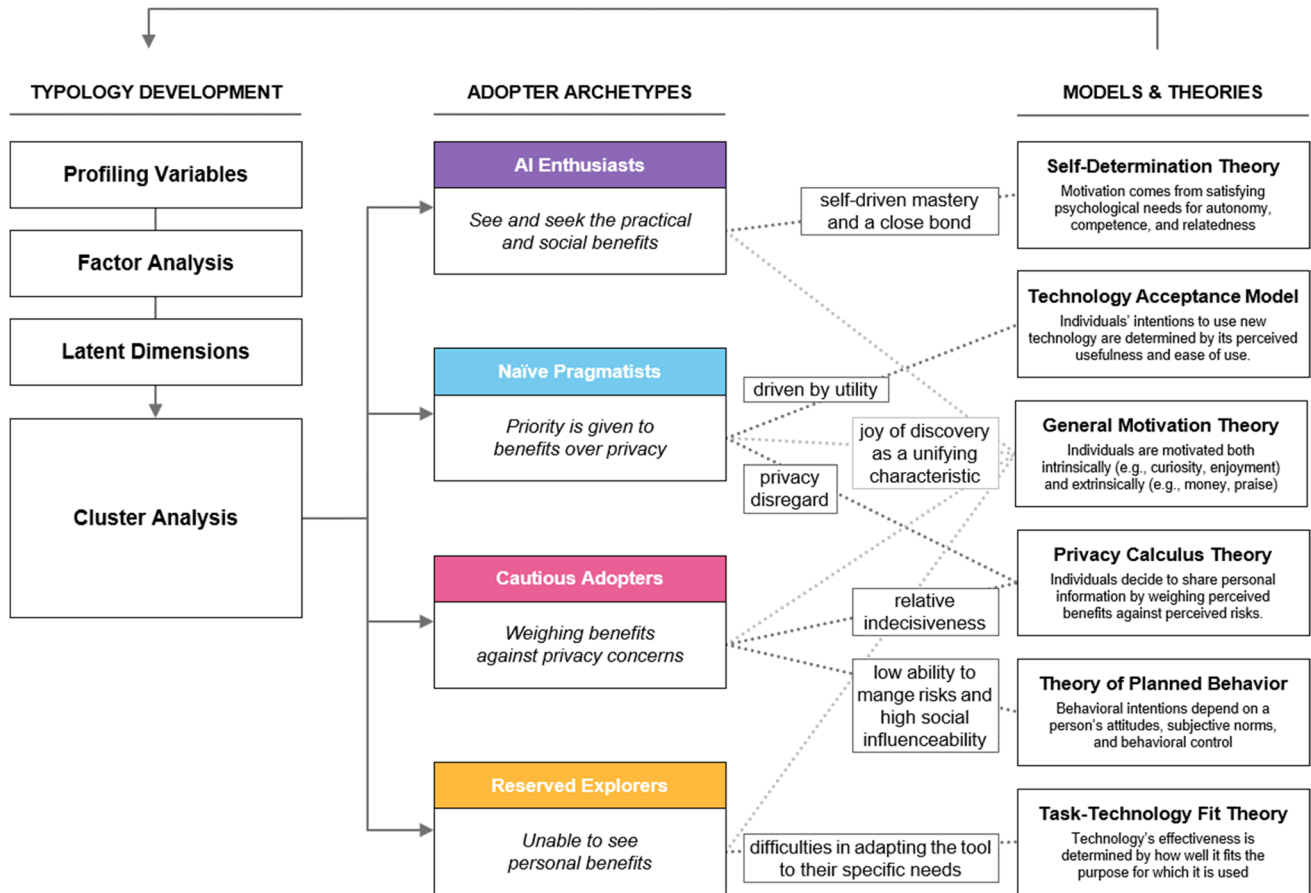 TYPOLOGY DEVELOPMENT
Profiling Variables
Factor Analysis
Latent Dimensions
Cluster Analysis
ADOPTER ARCHETYPES
AI Enthusiasts
See and seek the practical
and social benefits
Naïve Pragmatists
Priority is given to
benefits over privacy
Cautious Adopters
Weighing benefits
against privacy concerns
Reserved Explorers
Unable to see
personal benefits
self-driven mastery
and a close bond
driven by utility
joy of discovery
as a unifying
characteristic
privacy
disregard
relative
indecisiveness
low ability to
mange risks and
high social
influenceability
difficulties in adapting the tool
to their specific needs
MODELS & THEORIES
Self-Determination Theory
Motivation comes from satisfying
psychological needs for autonomy,
competence, and relatedness
Technology Acceptance Model
Individuals' intentions to use new
technology are determined by its perceived
usefulness and ease of use.
General Motivation Theory
Individuals are motivated both
intrinsically (e.g., curiosity, enjoyment)
and extrinsically (e.g., money, praise)
Privacy Calculus Theory
Individuals decide to share personal
information by weighing perceived
benefits against perceived risks.
Theory of Planned Behavior
Behavioral intentions depend on a
person's attitudes, subjective norms,
and behavioral control
Task-Technology Fit Theory
Technology's effectiveness is
determined by how well it fits the
purpose for which it is used